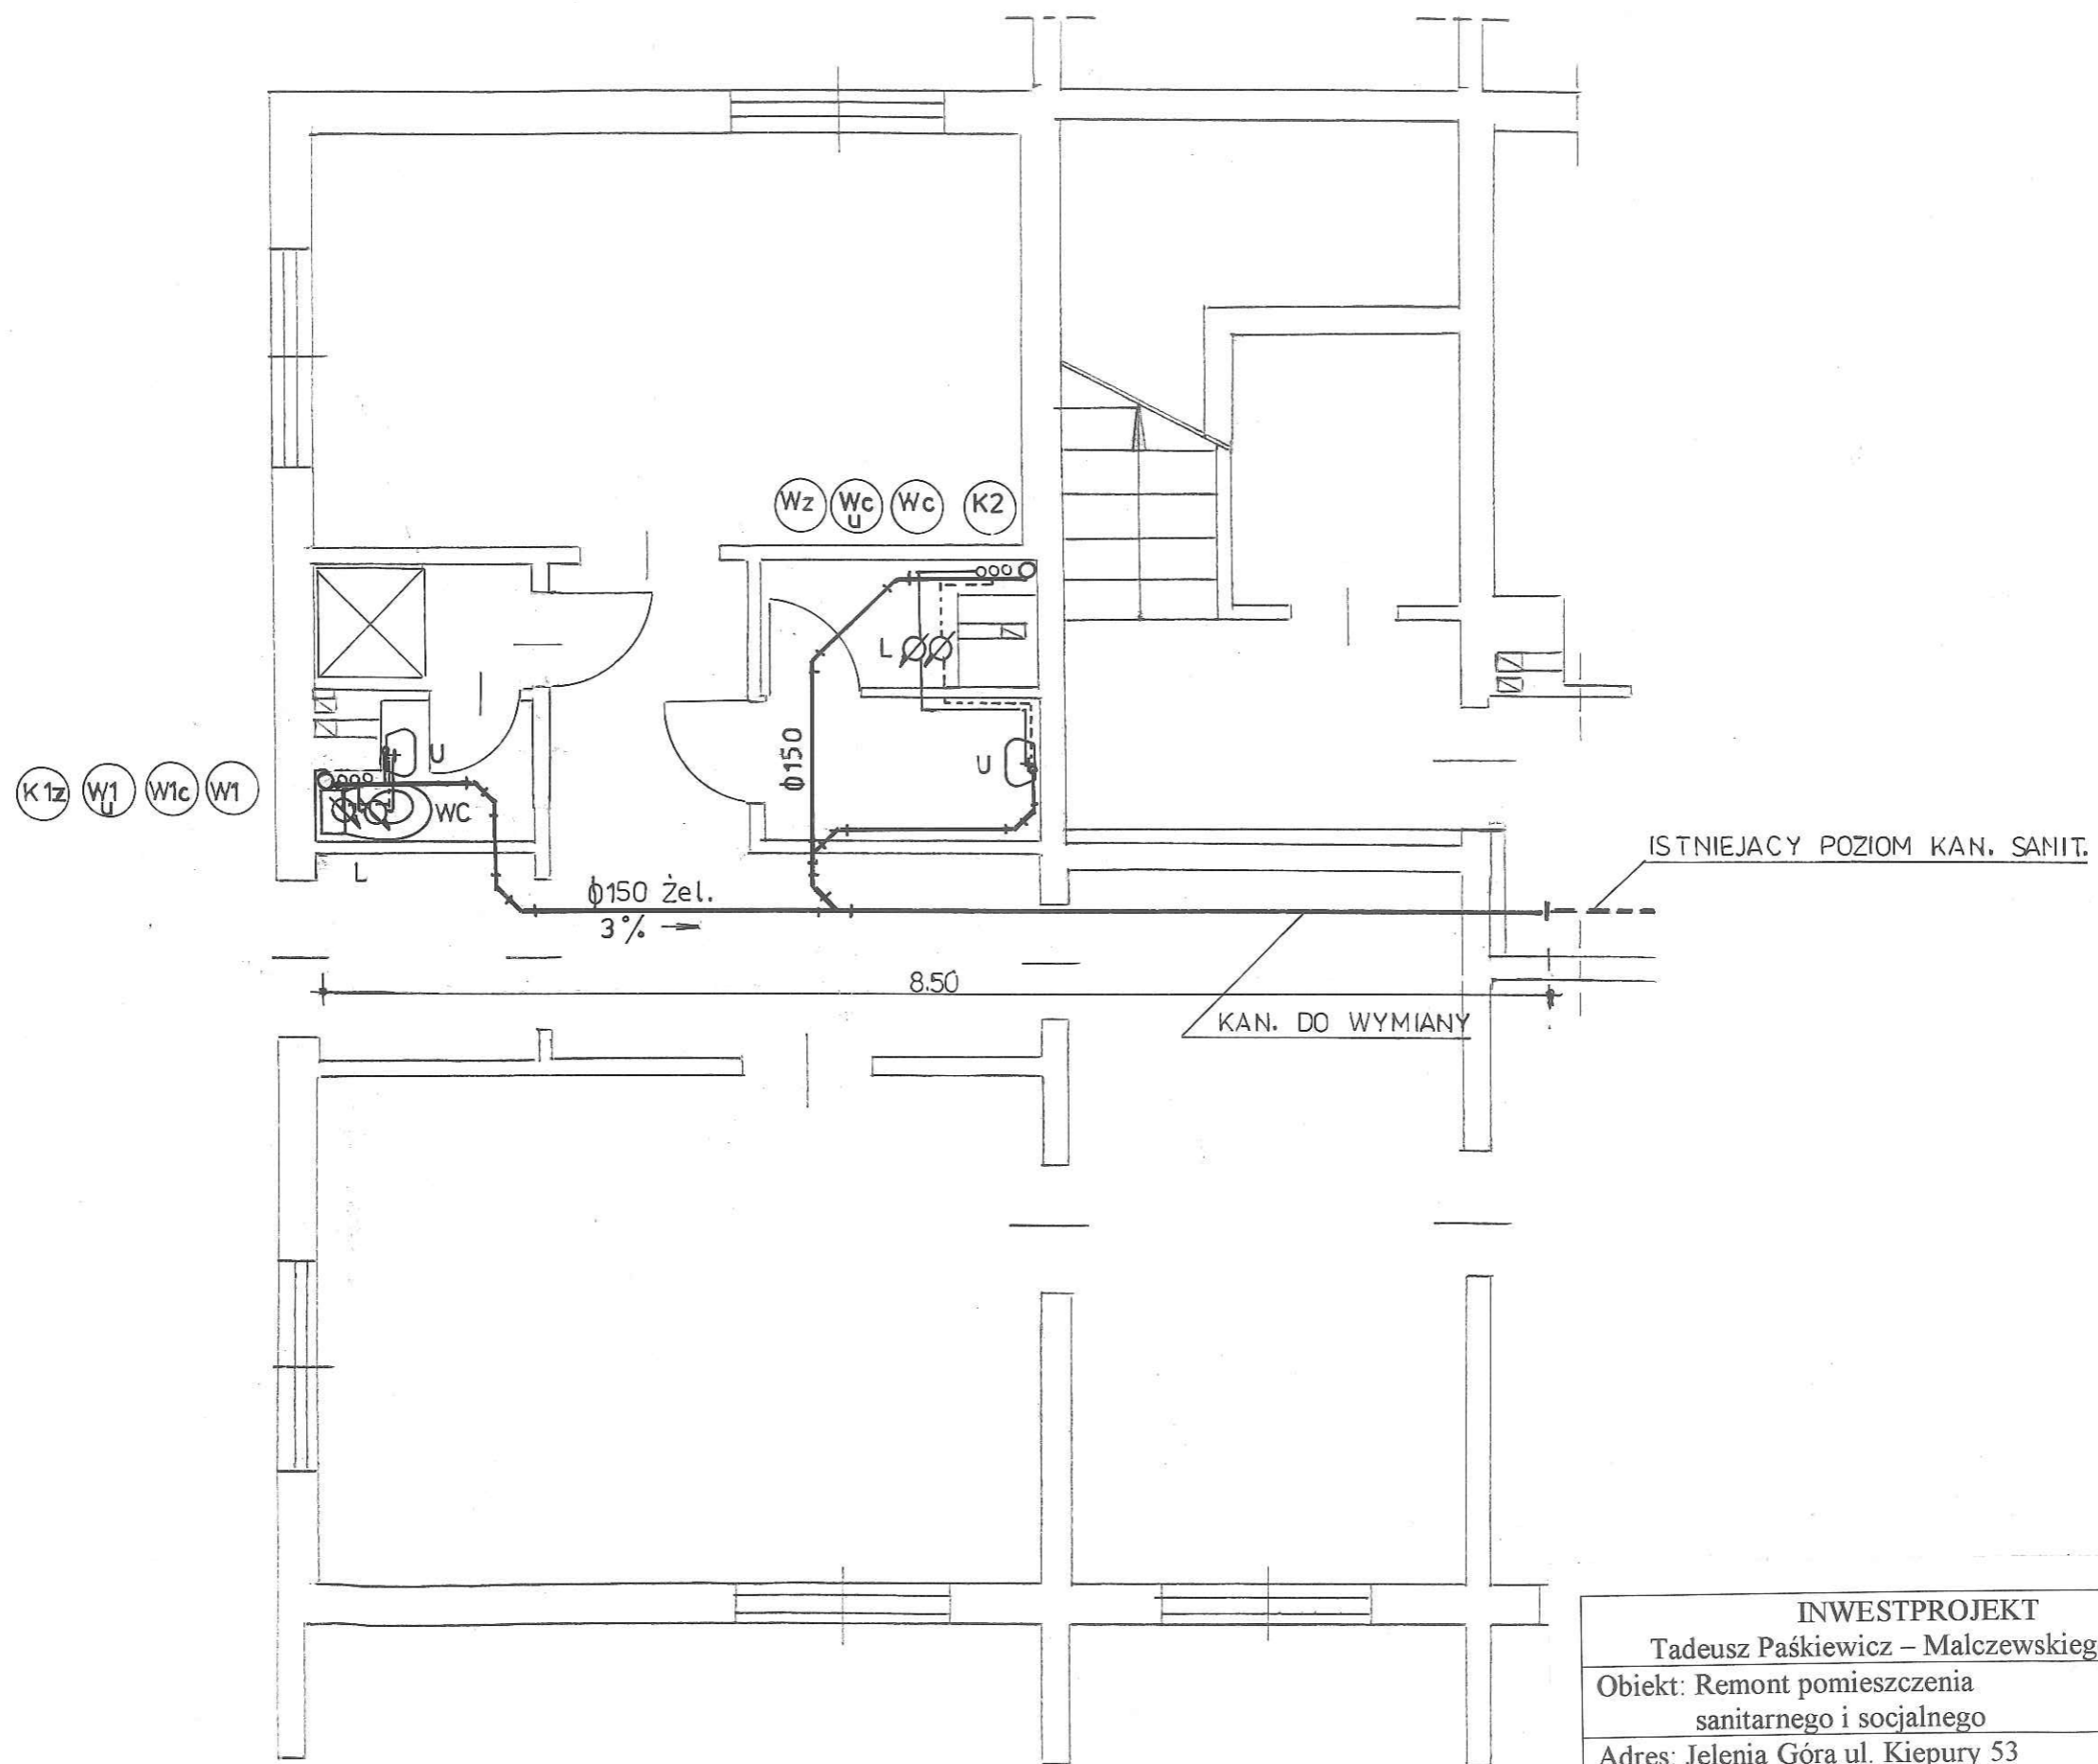 Wz Wc u Wc K2
L
U
φ150
U
K1z W1 u W1c W1
WC
L
φ150 żel.
3% →
ISTNIEJACY POZIOM KAN. SANIT.
8.50
KAN. DO WYMIANY
INWESTPROJEKT
Tadeusz Paśkiewicz – Malczewskieg
Obiekt: Remont pomieszczenia
sanitarnego i socjalnego
Adres: Jelenia Góra ul. Kiepury 53